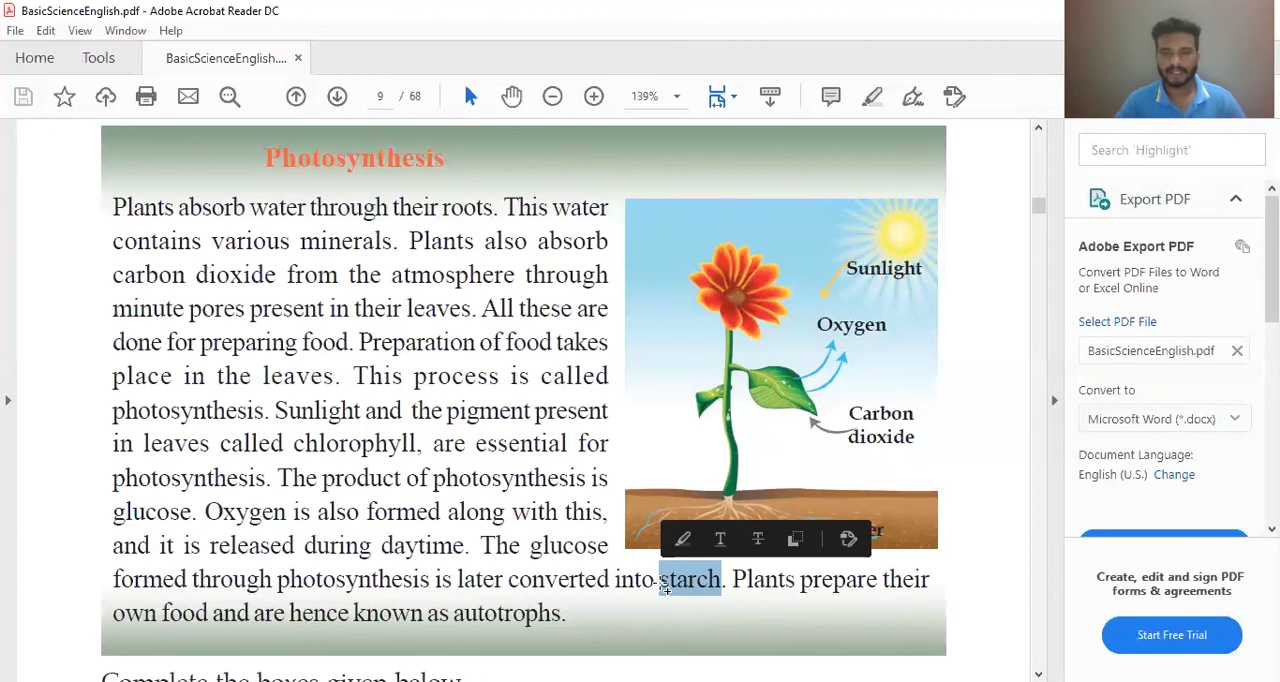 BasicScienceEnglish.pdf - Adobe Acrobat Reader DC
File Edit View Window Help
Home Tools BasicScienceEnglish.... ×
9 / 68 139%
Search 'Highlight'
Export PDF
Adobe Export PDF
Convert PDF Files to Word
or Excel Online
Select PDF File
BasicScienceEnglish.pdf
Convert to
Microsoft Word (*.docx)
Document Language:
English (U.S.) Change
Create, edit and sign PDF
forms & agreements
Start Free Trial
Photosynthesis
Plants absorb water through their roots. This water
contains various minerals. Plants also absorb
carbon dioxide from the atmosphere through
minute pores present in their leaves. All these are
done for preparing food. Preparation of food takes
place in the leaves. This process is called
photosynthesis. Sunlight and the pigment present
in leaves called chlorophyll, are essential for
photosynthesis. The product of photosynthesis is
glucose. Oxygen is also formed along with this,
and it is released during daytime. The glucose
formed through photosynthesis is later converted into starch. Plants prepare their
own food and are hence known as autotrophs.
Sunlight
Oxygen
Carbon
dioxide
Complete the boxes given below